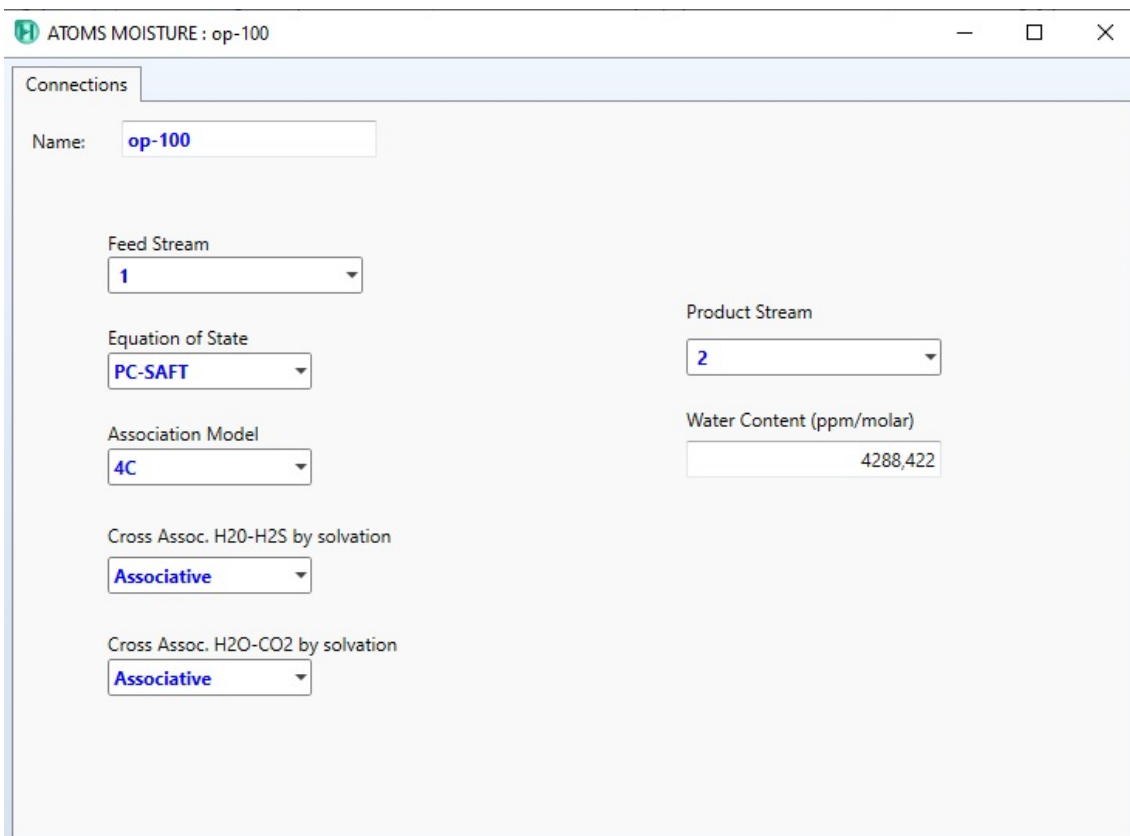 ATOMS MOISTURE : op-100
Connections
Name: op-100
Feed Stream
1
Equation of State
PC-SAFT
Association Model
4C
Cross Assoc. H20-H2S by solvation
Associative
Cross Assoc. H2O-CO2 by solvation
Associative
Product Stream
2
Water Content (ppm/molar)
4288,422